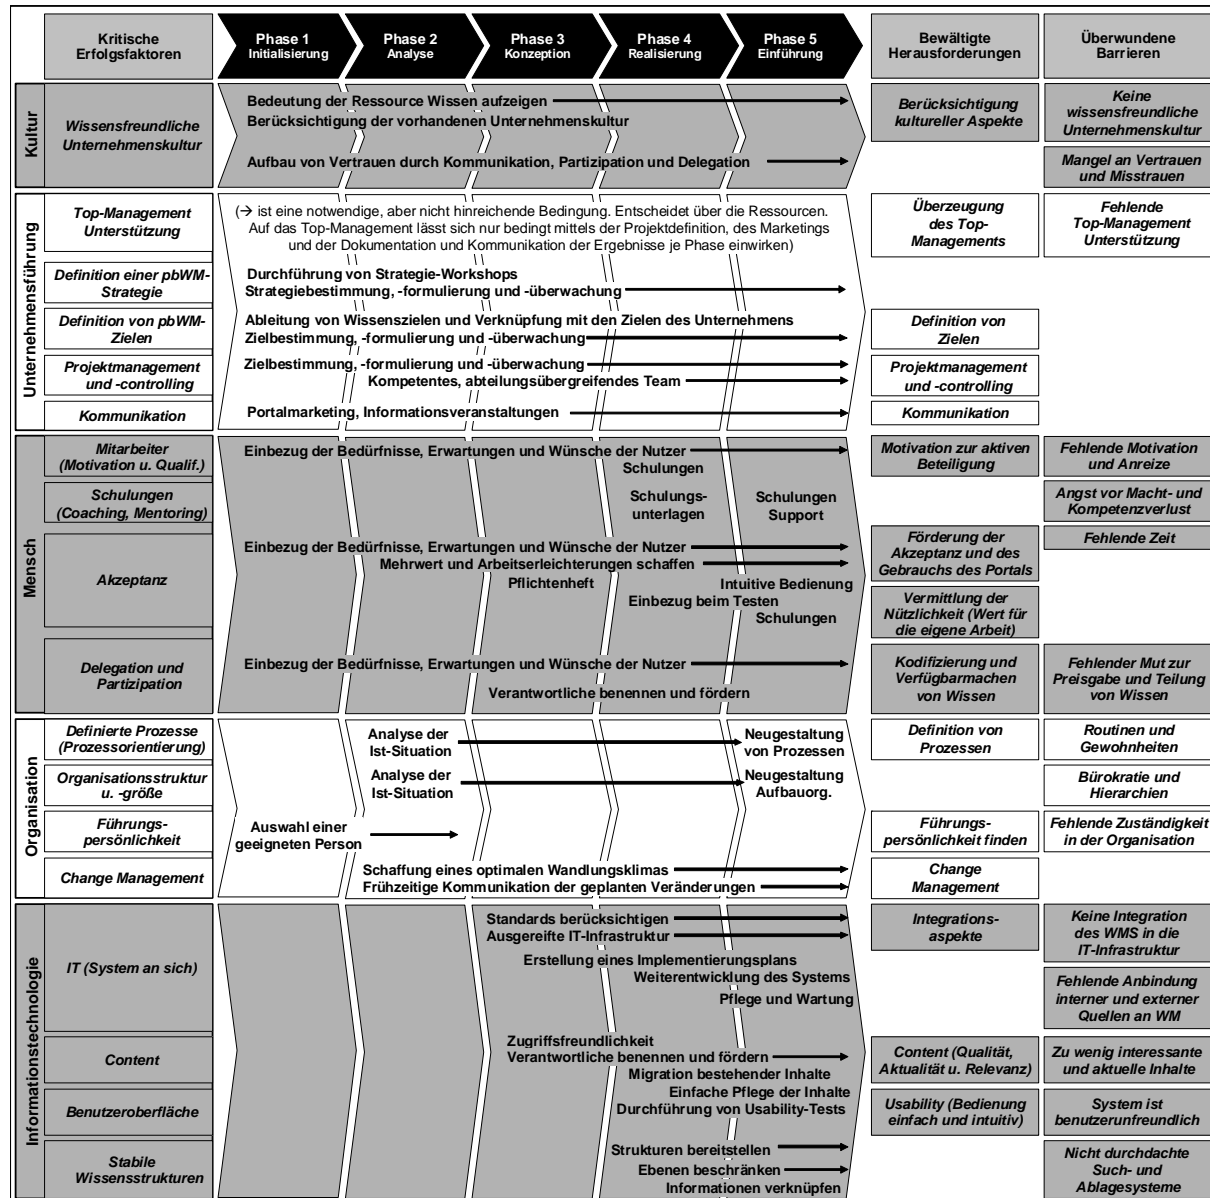 Kritische
Erfolgsfaktoren
Phase 1
Initialisierung
Phase 2
Analyse
Phase 3
Konzeption
Phase 4
Realisierung
Phase 5
Einführung
Bewältigte
Herausforderungen
Überwundene
Barrieren
Kultur
Wissensfreundliche
Unternehmenskultur
Bedeutung der Ressource Wissen aufzeigen
Berücksichtigung der vorhandenen Unternehmenskultur
Aufbau von Vertrauen durch Kommunikation, Partizipation und Delegation
Berücksichtigung
kultureller Aspekte
Keine
wissensfreundliche
Unternehmenskultur
Mangel an Vertrauen
und Misstrauen
Unternehmensführung
Top-Management
Unterstützung
(→ ist eine notwendige, aber nicht hinreichende Bedingung. Entscheidet über die Ressourcen.
Auf das Top-Management lässt sich nur bedingt mittels der Projektdefinition, des Marketings
und der Dokumentation und Kommunikation der Ergebnisse je Phase einwirken)
Überzeugung
des Top-
Managements
Fehlende
Top-Management
Unterstützung
Definition einer pbWM-
Strategie
Durchführung von Strategie-Workshops
Strategiebestimmung, -formulierung und -überwachung
Definition von pbWM-
Zielen
Ableitung von Wissenszielen und Verknüpfung mit den Zielen des Unternehmens
Zielbestimmung, -formulierung und -überwachung
Definition von
Zielen
Projektmanagement
und -controlling
Zielbestimmung, -formulierung und -überwachung
Kompetentes, abteilungsübergreifendes Team
Projektmanagement
und -controlling
Kommunikation
Portalmarketing, Informationsveranstaltungen
Kommunikation
Mensch
Mitarbeiter
(Motivation u. Qualif.)
Einbezug der Bedürfnisse, Erwartungen und Wünsche der Nutzer
Schulungen
Motivation zur aktiven
Beteiligung
Fehlende Motivation
und Anreize
Schulungen
(Coaching, Mentoring)
Schulungs-
unterlagen
Schulungen
Support
Angst vor Macht- und
Kompetenzverlust
Akzeptanz
Einbezug der Bedürfnisse, Erwartungen und Wünsche der Nutzer
Mehrwert und Arbeitserleichterungen schaffen
Pflichtenheft
Intuitive Bedienung
Einbezug beim Testen
Schulungen
Förderung der
Akzeptanz und des
Gebrauchs des Portals
Fehlende Zeit
Vermittlung der
Nützlichkeit (Wert für
die eigene Arbeit)
Delegation und
Partizipation
Einbezug der Bedürfnisse, Erwartungen und Wünsche der Nutzer
Verantwortliche benennen und fördern
Kodifizierung und
Verfügbarmachen
von Wissen
Fehlender Mut zur
Preisgabe und Teilung
von Wissen
Organisation
Definierte Prozesse
(Prozessorientierung)
Analyse der
Ist-Situation
Neugestaltung
von Prozessen
Definition von
Prozessen
Routinen und
Gewohnheiten
Organisationsstruktur
u. -größe
Analyse der
Ist-Situation
Neugestaltung
Aufbauorg.
Bürokratie und
Hierarchien
Führungs-
persönlichkeit
Auswahl einer
geeigneten Person
Führungs-
persönlichkeit finden
Fehlende Zuständigkeit
in der Organisation
Change Management
Schaffung eines optimalen Wandlungsklimas
Frühzeitige Kommunikation der geplanten Veränderungen
Change
Management
Informationstechnologie
IT (System an sich)
Standards berücksichtigen
Ausgereifte IT-Infrastruktur
Erstellung eines Implementierungsplans
Weiterentwicklung des Systems
Pflege und Wartung
Integrations-
aspekte
Keine Integration
des WMS in die
IT-Infrastruktur
Fehlende Anbindung
interner und externer
Quellen an WM
Content
Zugriffsfreundlichkeit
Verantwortliche benennen und fördern
Migration bestehender Inhalte
Einfache Pflege der Inhalte
Content (Qualität,
Aktualität u. Relevanz)
Zu wenig interessante
und aktuelle Inhalte
Benutzeroberfläche
Durchführung von Usability-Tests
Usability (Bedienung
einfach und intuitiv)
System ist
benutzerunfreundlich
Stabile
Wissensstrukturen
Strukturen bereitstellen
Ebenen beschränken
Informationen verknüpfen
Nicht durchdachte
Such- und
Ablagesysteme